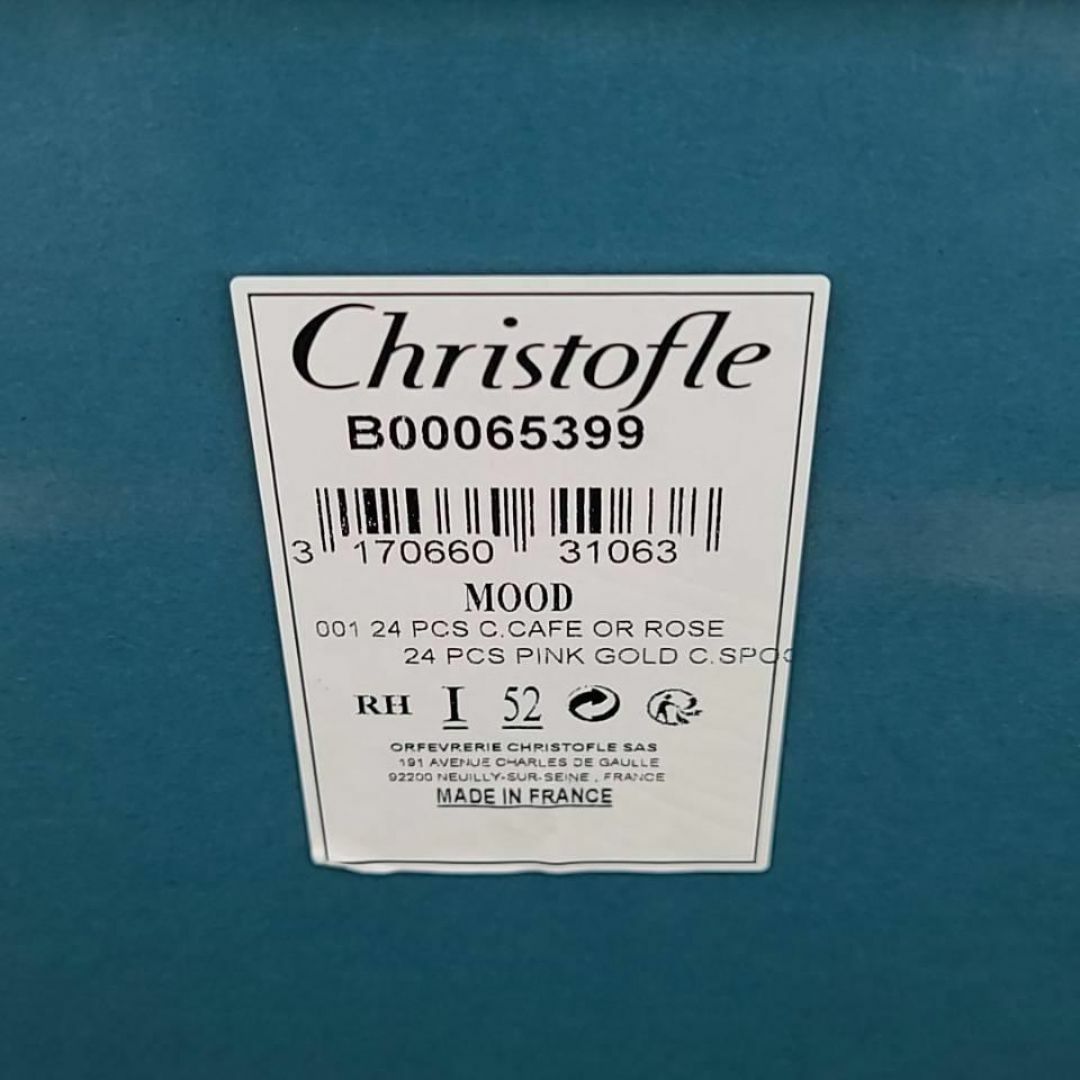 Christofle
B00065399
3 170660 31063
MOOD
001 24 PCS C.CAFE OR ROSE
24 PCS PINK GOLD C.SPOO
RH I 52
ORFEVRERIE CHRISTOFLE SAS
191 AVENUE CHARLES DE GAULLE
92200 NEUILLY-SUR-SEINE , FRANCE
MADE IN FRANCE